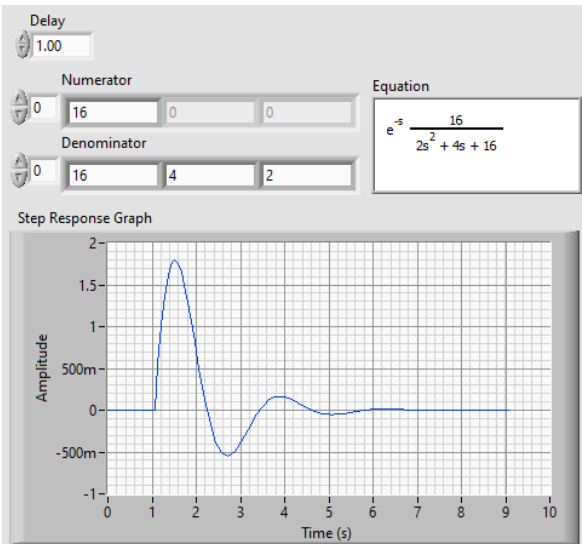 Delay
1.00
Numerator
0 16 0 0
Denominator
0 16 4 2
Equation
e^-s 16
2s^2 + 4s + 16
Step Response Graph
Amplitude
2
1.5
1
500m
0
-500m
-1
0 1 2 3 4 5 6 7 8 9 10
Time (s)